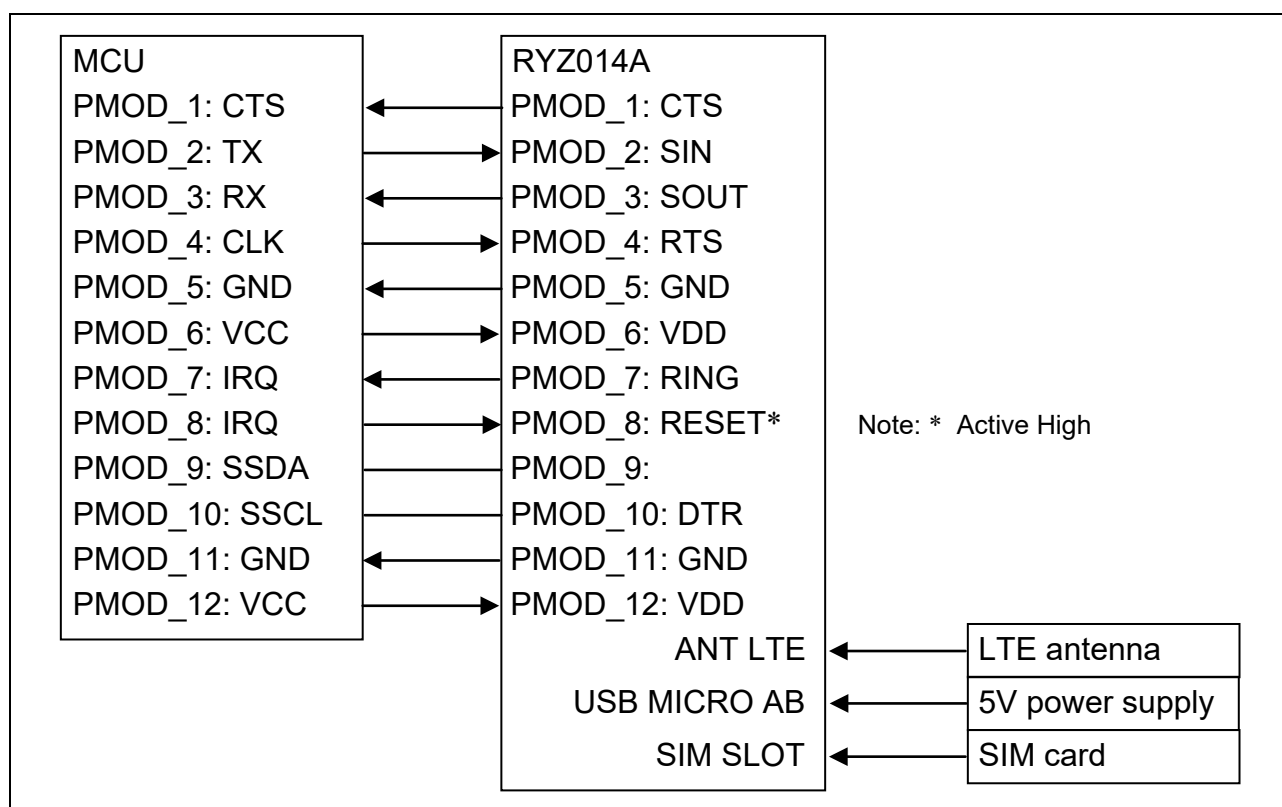 MCU
PMOD_1: CTS
PMOD_2: TX
PMOD_3: RX
PMOD_4: CLK
PMOD_5: GND
PMOD_6: VCC
PMOD_7: IRQ
PMOD_8: IRQ
PMOD_9: SSDA
PMOD_10: SSCL
PMOD_11: GND
PMOD_12: VCC
RYZ014A
PMOD_1: CTS
PMOD_2: SIN
PMOD_3: SOUT
PMOD_4: RTS
PMOD_5: GND
PMOD_6: VDD
PMOD_7: RING
PMOD_8: RESET*
PMOD_9:
PMOD_10: DTR
PMOD_11: GND
PMOD_12: VDD
ANT LTE
USB MICRO AB
SIM SLOT
Note: * Active High
LTE antenna
5V power supply
SIM card